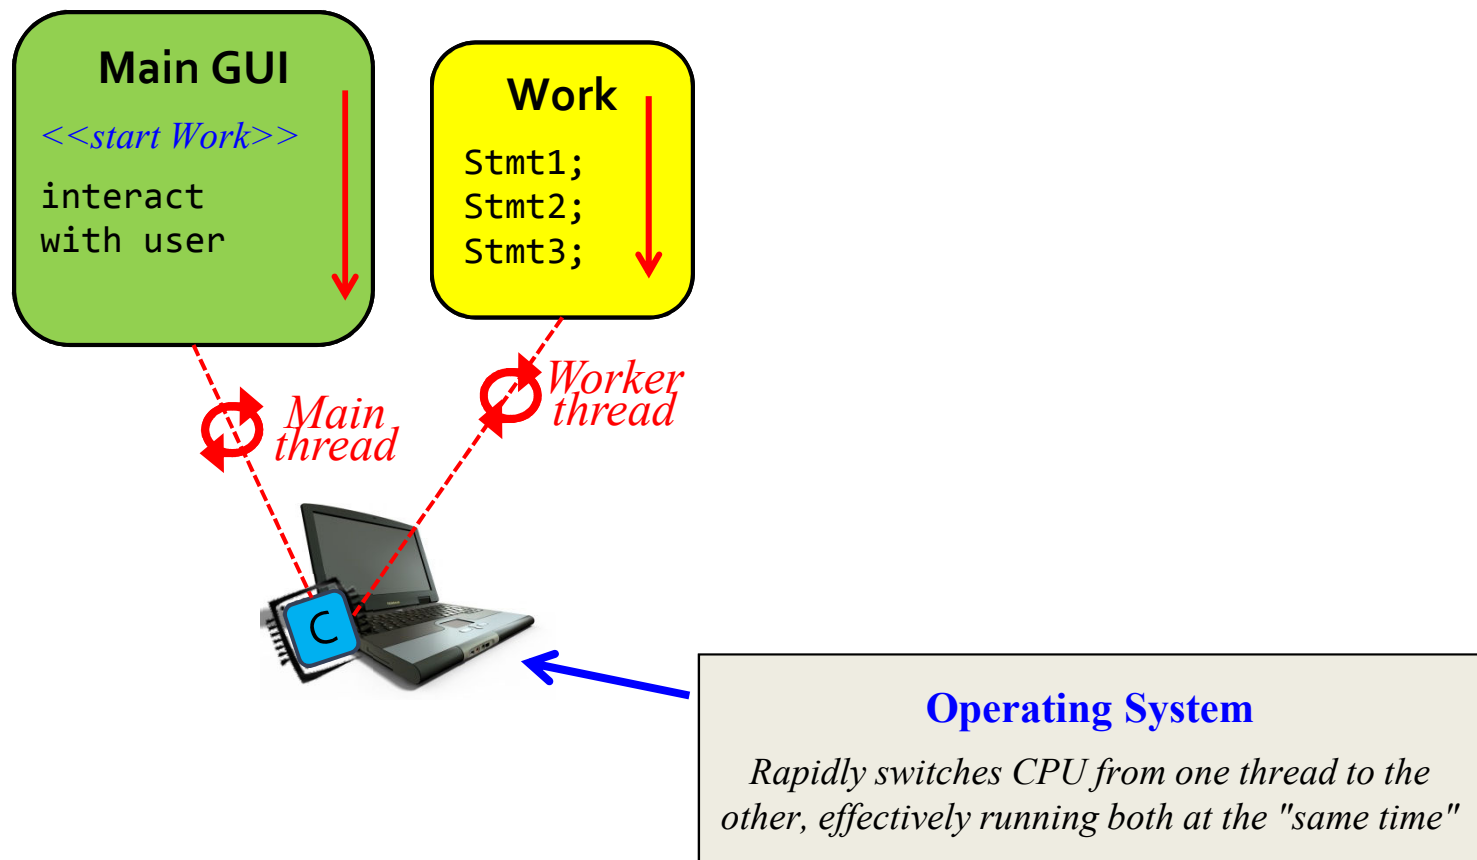 Main GUI
<<start Work>>
interact
with user
Work
Stmt1;
Stmt2;
Stmt3;
Main
thread
Worker
thread
C
Operating System
Rapidly switches CPU from one thread to the
other, effectively running both at the "same time"